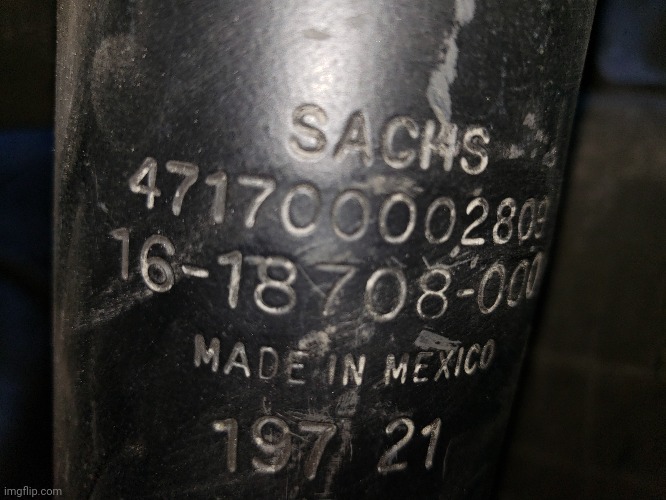 SACHS
471700002809
16-18708-000
MADE IN MEXICO
197 21
imgflip.com